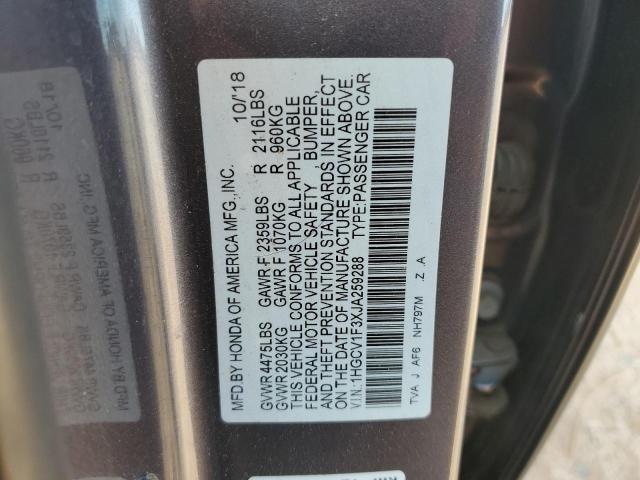 MFD.BY HONDA OF AMERICA MFG.,INC. 10/18
GVWR 4475LBS GAWR F 2359LBS R 2116LBS
GVWR 2030KG GAWR F 1070KG R 960KG
THIS VEHICLE CONFORMS TO ALL APPLICABLE
FEDERAL MOTOR VEHICLE SAFETY, BUMPER,
AND THEFT PREVENTION STANDARDS IN EFFECT
ON THE DATE OF MANUFACTURE SHOWN ABOVE.
V.I.N.:1HGCV1F3XJA259288 TYPE:PASSENGER CAR
TVA J AF6 NH797M .Z .A